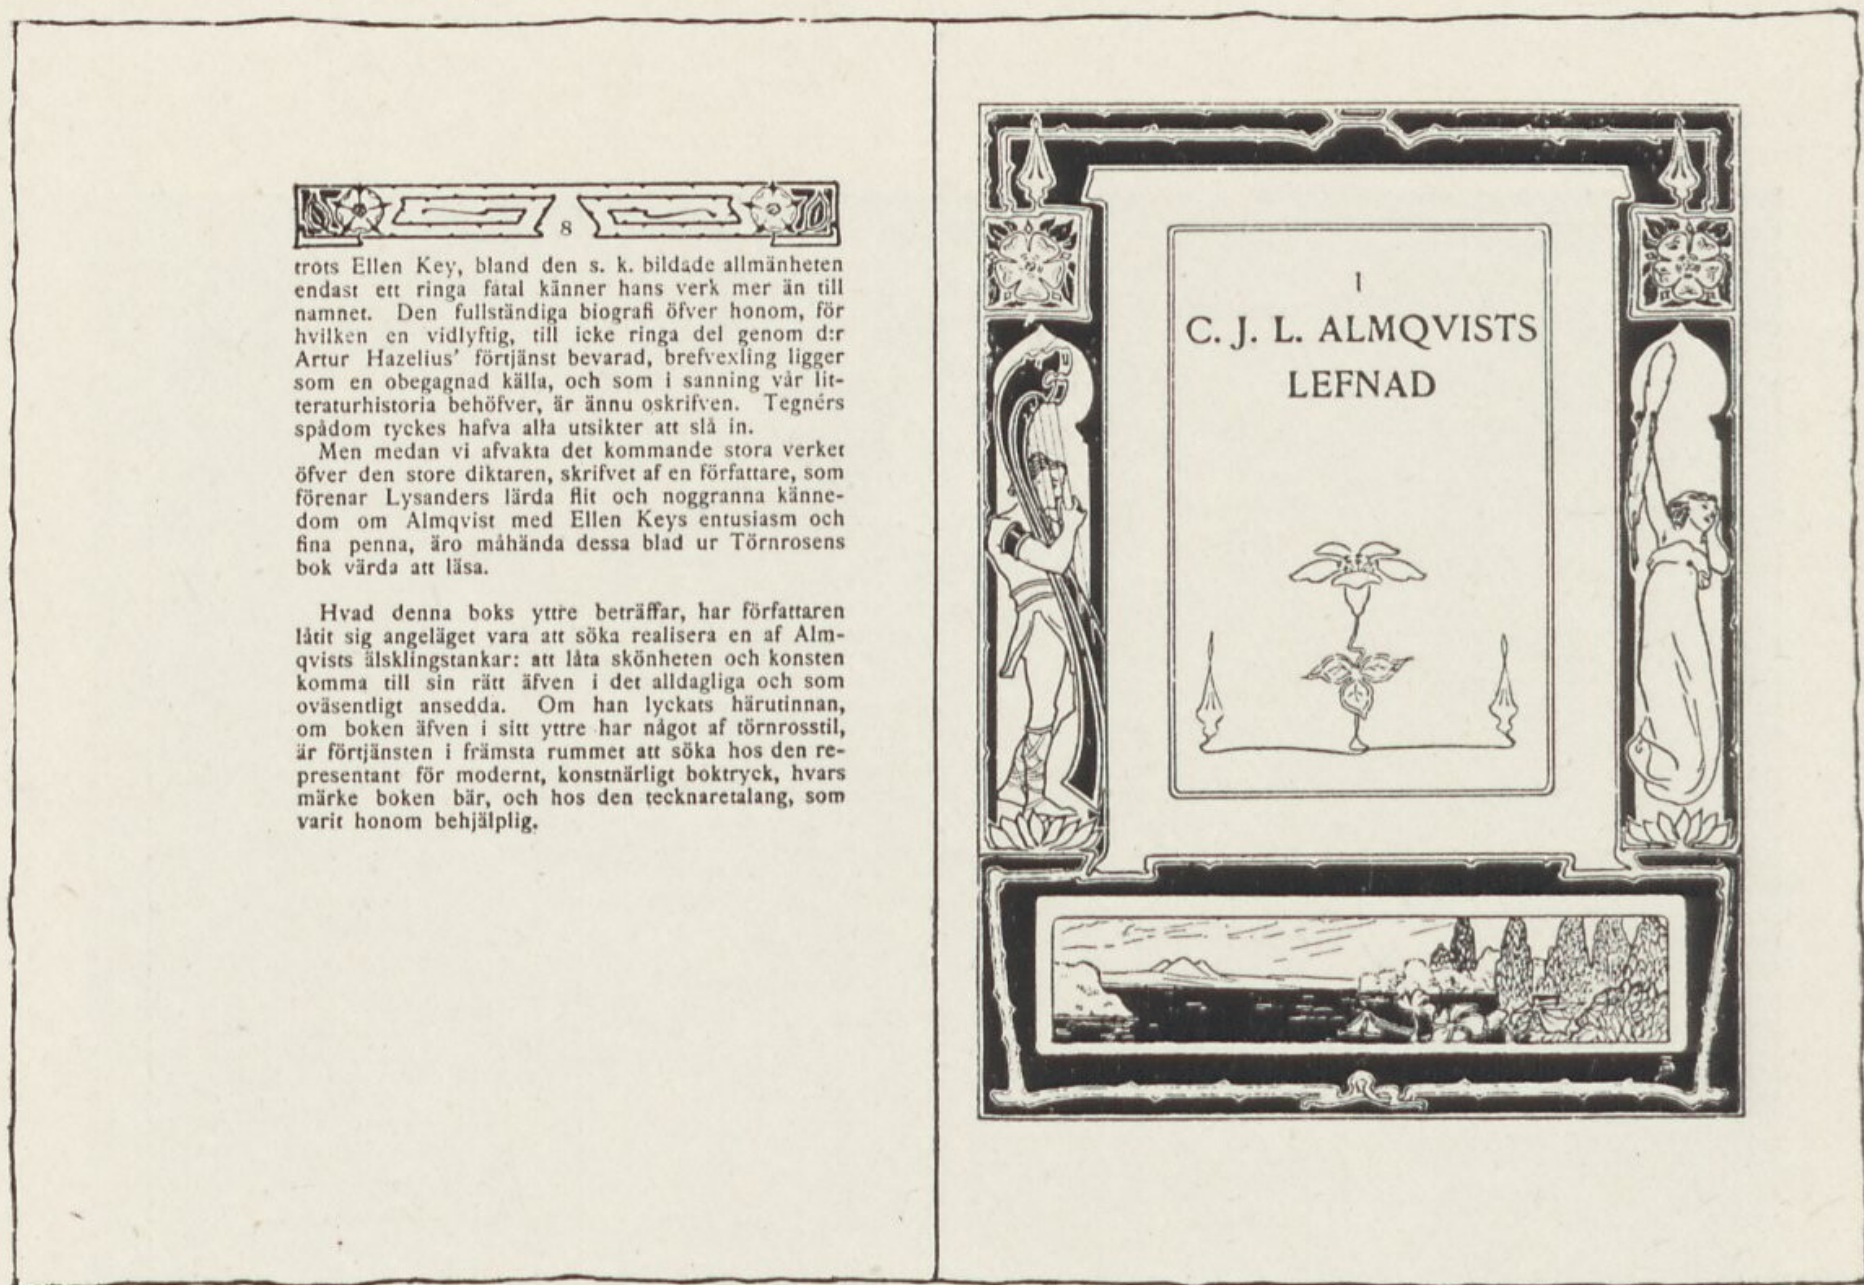 8
trots Ellen Key, bland den s. k. bildade allmänheten
endast ett ringa fåtal känner hans verk mer än till
namnet. Den fullständiga biografi öfver honom, för
hvilken en vidlyftig, till icke ringa del genom d:r
Artur Hazelius' förtjänst bevarad, brefvexling ligger
som en obegagnad källa, och som i sanning vår lit-
teraturhistoria behöfver, är ännu oskrifven. Tegnérs
spådom tyckes hafva alla utsikter att slå in.
Men medan vi afvakta det kommande stora verket
öfver den store diktaren, skrifvet af en författare, som
förenar Lysanders lärda flit och noggranna känne-
dom om Almqvist med Ellen Keys entusiasm och
fina penna, äro måhända dessa blad ur Törnrosens
bok värda att läsa.
Hvad denna boks yttre beträffar, har författaren
låtit sig angeläget vara att söka realisera en af Alm-
qvists älsklingstankar: att låta skönheten och konsten
komma till sin rätt äfven i det alldagliga och som
oväsentligt ansedda. Om han lyckats härutinnan,
om boken äfven i sitt yttre har något af törnrosstil,
är förtjänsten i främsta rummet att söka hos den re-
presentant för modernt, konstnärligt boktryck, hvars
märke boken bär, och hos den tecknaretalang, som
varit honom behjälplig.
I
C. J. L. ALMQVISTS
LEFNAD